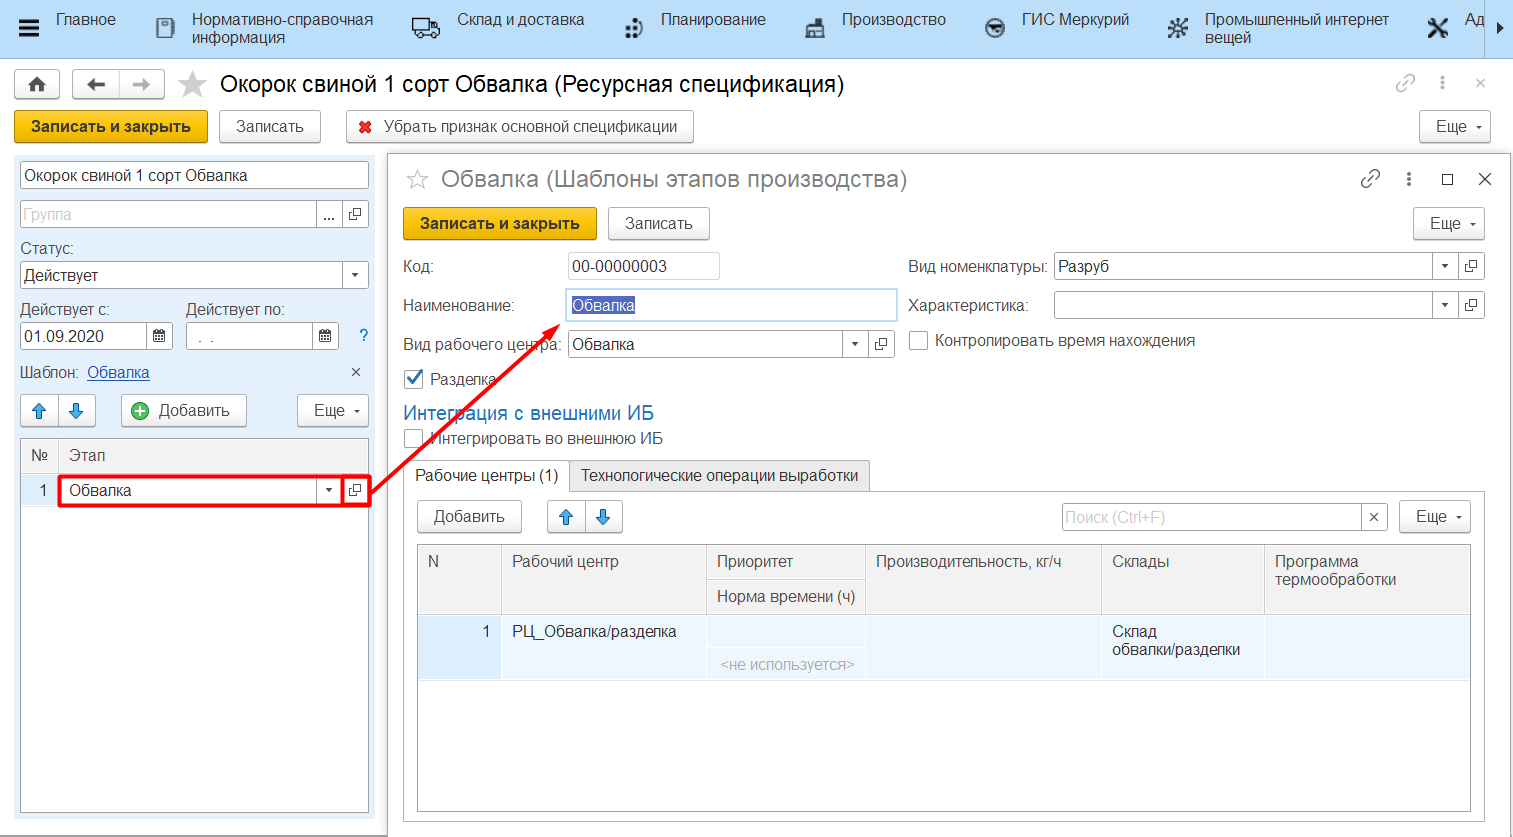 Главное
Нормативно-справочная
информация
Склад и доставка
Планирование
Производство
ГИС Меркурий
Промышленный интернет
вещей
Ад
Окорок свиной 1 сорт Обвалка (Ресурсная спецификация)
Записать и закрыть
Записать
Убрать признак основной спецификации
Еще
Окорок свиной 1 сорт Обвалка
Группа
...
Статус:
Действует
Действует с:
Действует по:
01.09.2020
. .
?
Шаблон: Обвалка
Добавить
Еще
№
Этап
1
Обвалка
Обвалка (Шаблоны этапов производства)
Записать и закрыть
Записать
Еще
Код:
00-00000003
Вид номенклатуры:
Разруб
Наименование:
Обвалка
Характеристика:
Вид рабочего центра:
Обвалка
Контролировать время нахождения
Разделка
Интеграция с внешними ИБ
Интегрировать во внешнюю ИБ
Рабочие центры (1)
Технологические операции выработки
Добавить
Поиск (Ctrl+F)
Еще
N
Рабочий центр
Приоритет
Норма времени (ч)
Производительность, кг/ч
Склады
Программа
термообработки
1
РЦ_Обвалка/разделка
<не используется>
Склад
обвалки/разделки